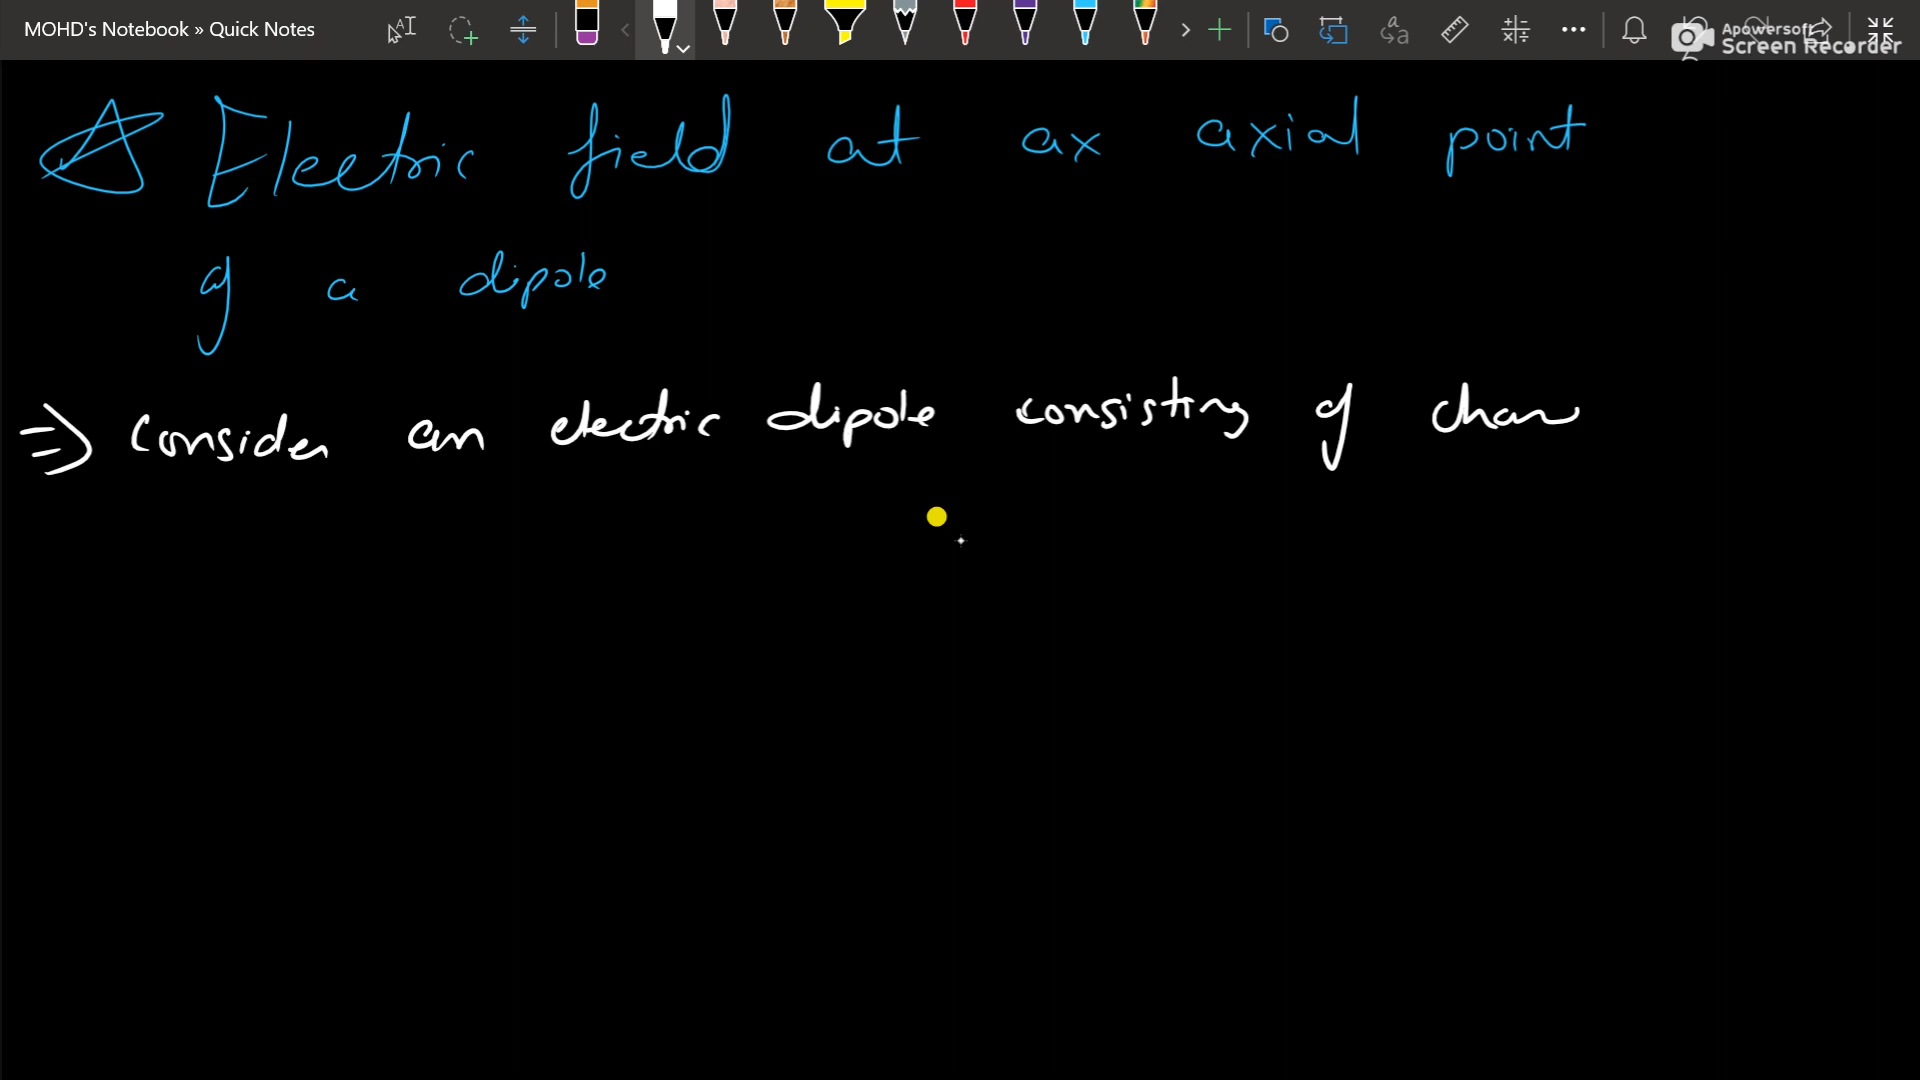 MOHD's Notebook » Quick Notes
Apowersoft
Screen Recorder
Electric field at ax axial point
of a dipole
⇒ Consider an electric dipole consisting of char